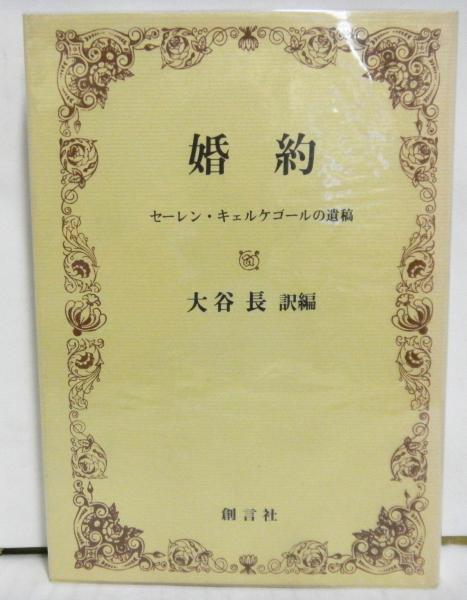 婚約
セーレン・キェルケゴールの遺稿
大谷長 訳編
創言社